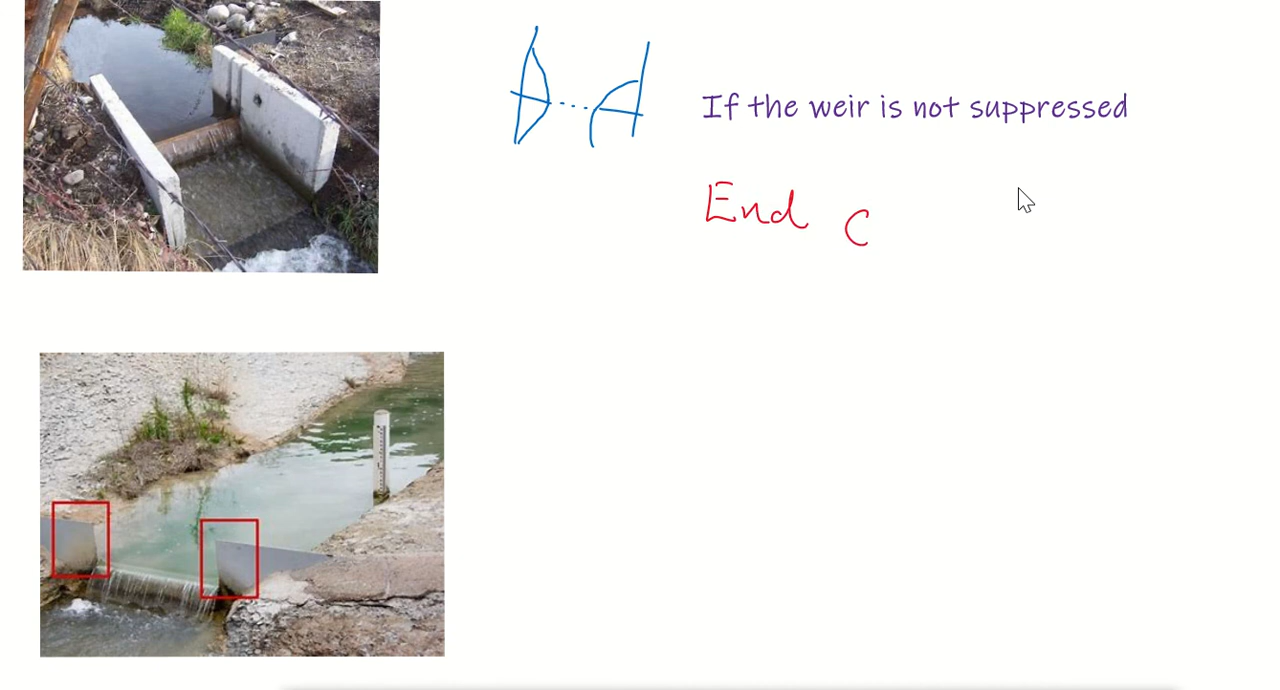 If the weir is not suppressed
End C